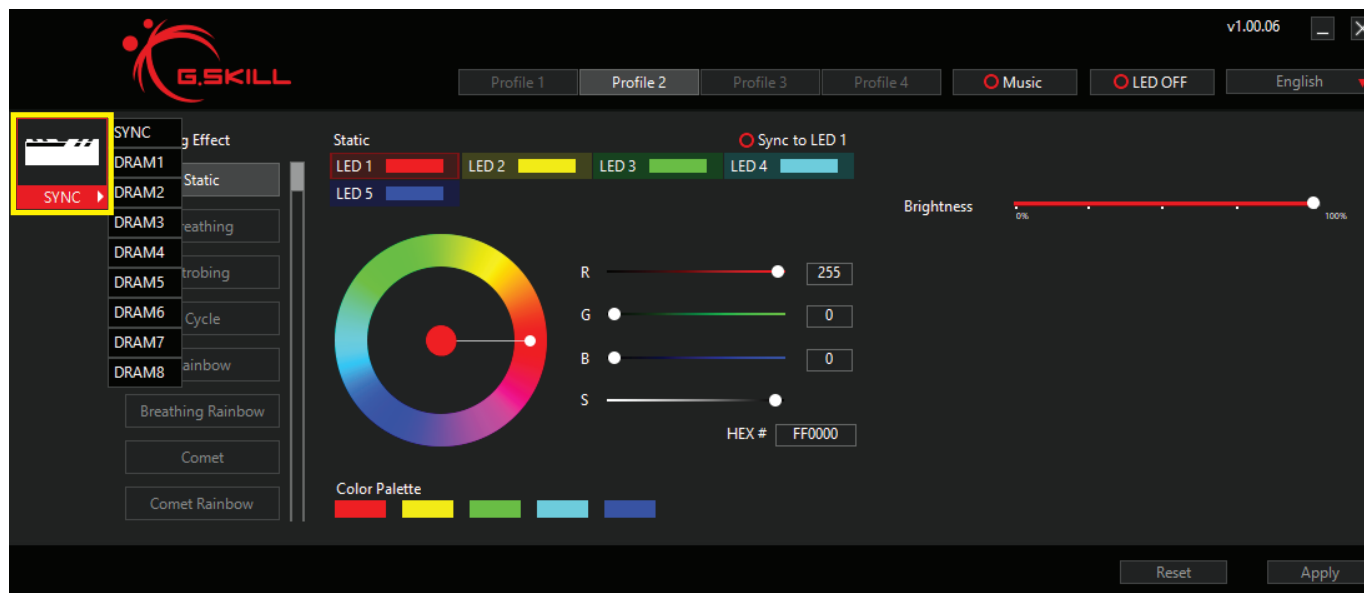 v1.00.06
G.SKILL
Profile 1 Profile 2 Profile 3 Profile 4 Music LED OFF English
SYNC
SYNC
DRAM1
DRAM2
DRAM3
DRAM4
DRAM5
DRAM6
DRAM7
DRAM8
g Effect
Static
reathing
trobing
Cycle
ainbow
Breathing Rainbow
Comet
Comet Rainbow
Static Sync to LED 1
LED 1 LED 2 LED 3 LED 4
LED 5
R 255
G 0
B 0
S
HEX # FF0000
Color Palette
Brightness 0% 100%
Reset Apply